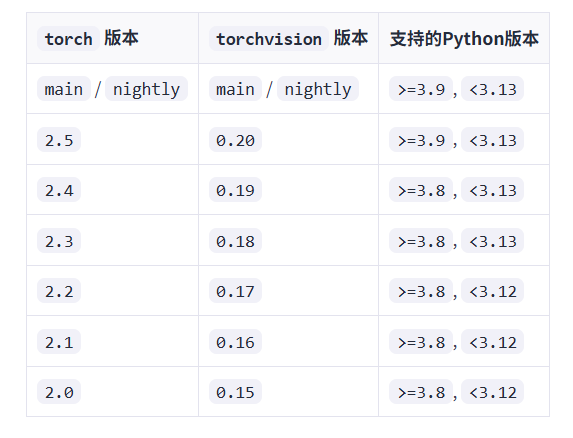 torch 版本 torchvision 版本 支持的Python版本
main / nightly main / nightly >=3.9 , <3.13
2.5 0.20 >=3.9 , <3.13
2.4 0.19 >=3.8 , <3.13
2.3 0.18 >=3.8 , <3.13
2.2 0.17 >=3.8 , <3.12
2.1 0.16 >=3.8 , <3.12
2.0 0.15 >=3.8 , <3.12